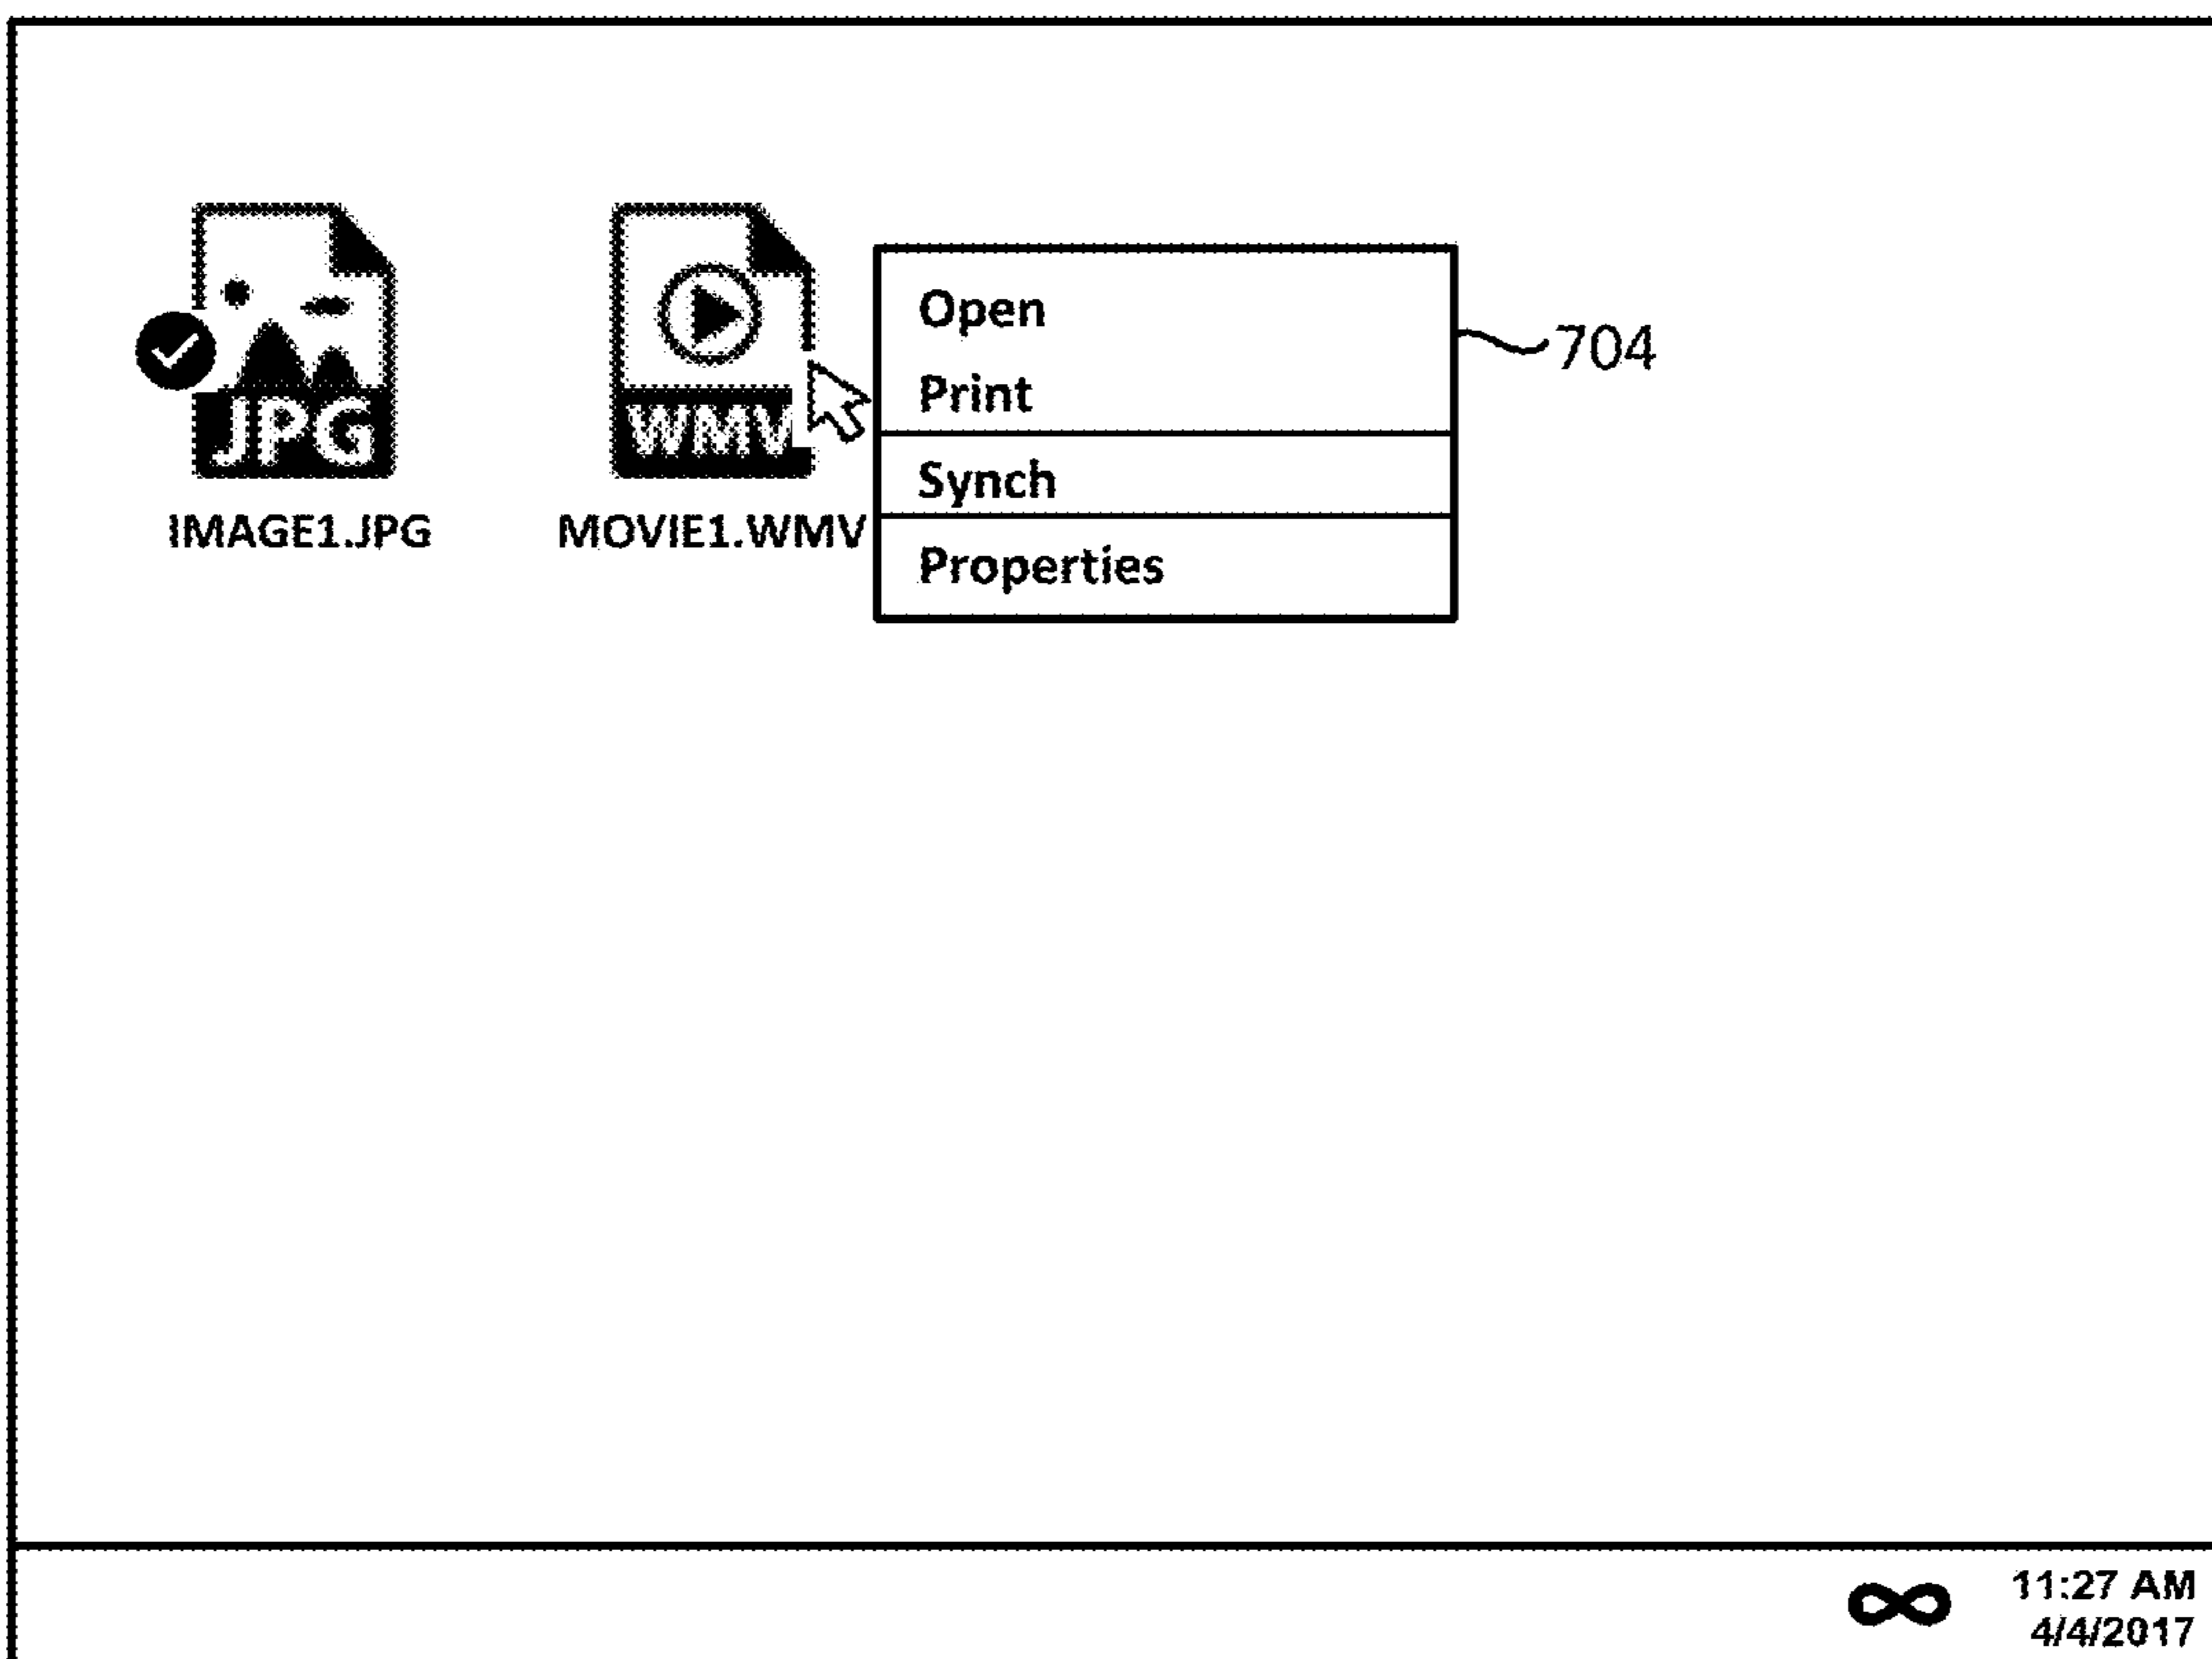 JPG
IMAGE1.JPG
WMV
MOVIE1.WMV
Open
Print
Synch
Properties
704
11:27 AM
4/4/2017